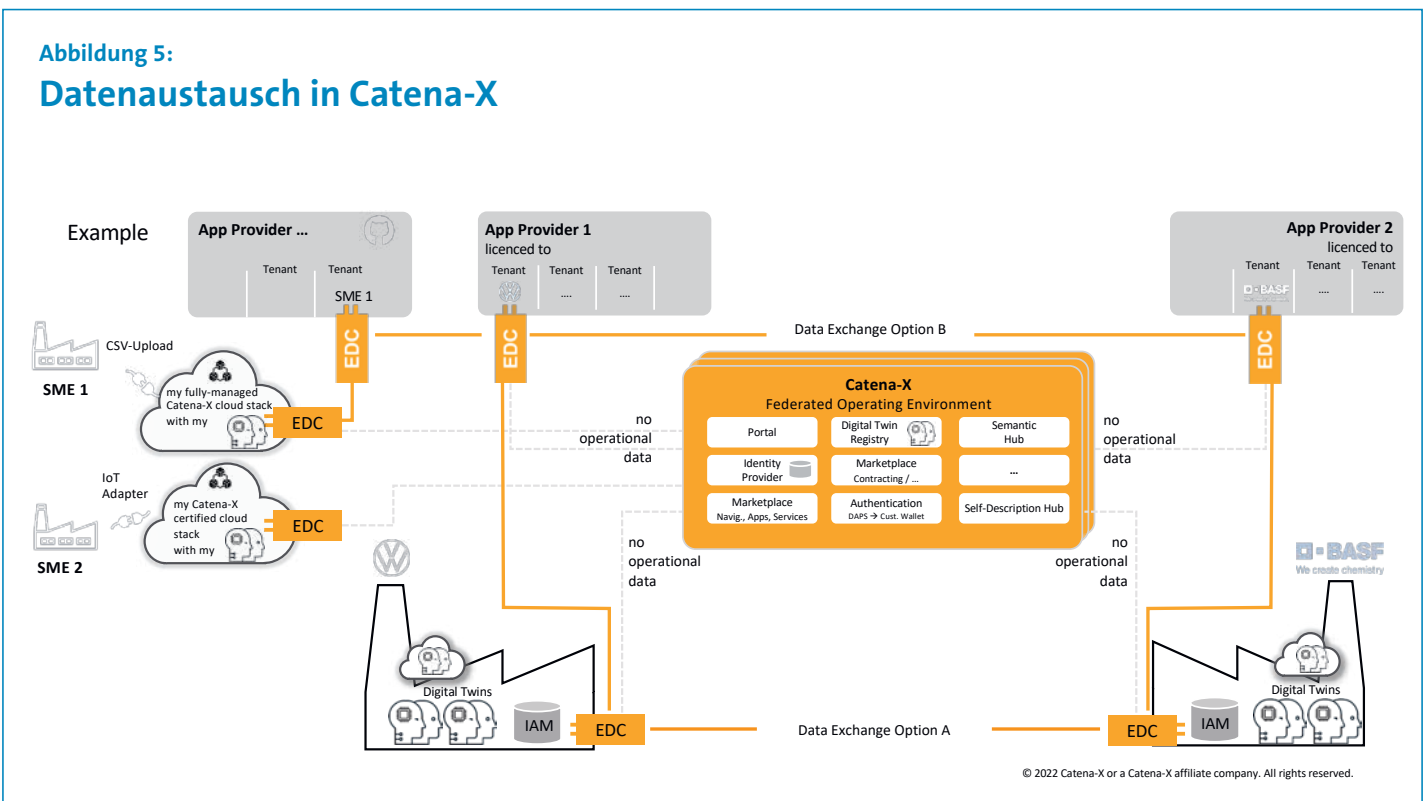 Abbildung 5:
Datenaustausch in Catena-X
Example
App Provider ...
Tenant
Tenant
SME 1
App Provider 1
licenced to
Tenant
Tenant
Tenant
....
....
App Provider 2
licenced to
Tenant
Tenant
Tenant
BASF
....
....
EDC
EDC
EDC
Data Exchange Option B
CSV-Upload
SME 1
my fully-managed
Catena-X cloud stack
with my
EDC
IoT
Adapter
SME 2
my Catena-X
certified cloud
stack
with my
EDC
no
operational
data
Catena-X
Federated Operating Environment
Portal
Digital Twin
Registry
Semantic
Hub
Identity
Provider
Marketplace
Contracting / ...
...
Marketplace
Navig., Apps, Services
Authentication
DAPS → Cust. Wallet
Self-Description Hub
no
operational
data
no
operational
data
no
operational
data
BASF
We create chemistry
Digital Twins
IAM
EDC
Data Exchange Option A
EDC
IAM
Digital Twins
© 2022 Catena-X or a Catena-X affiliate company. All rights reserved.